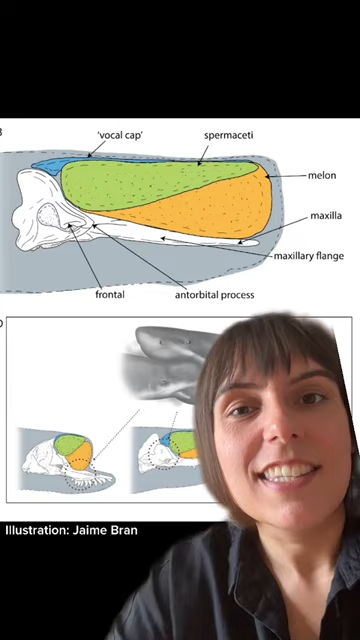 'vocal cap'
spermaceti
melon
maxilla
maxillary flange
frontal
antorbital process
Illustration: Jaime Bran